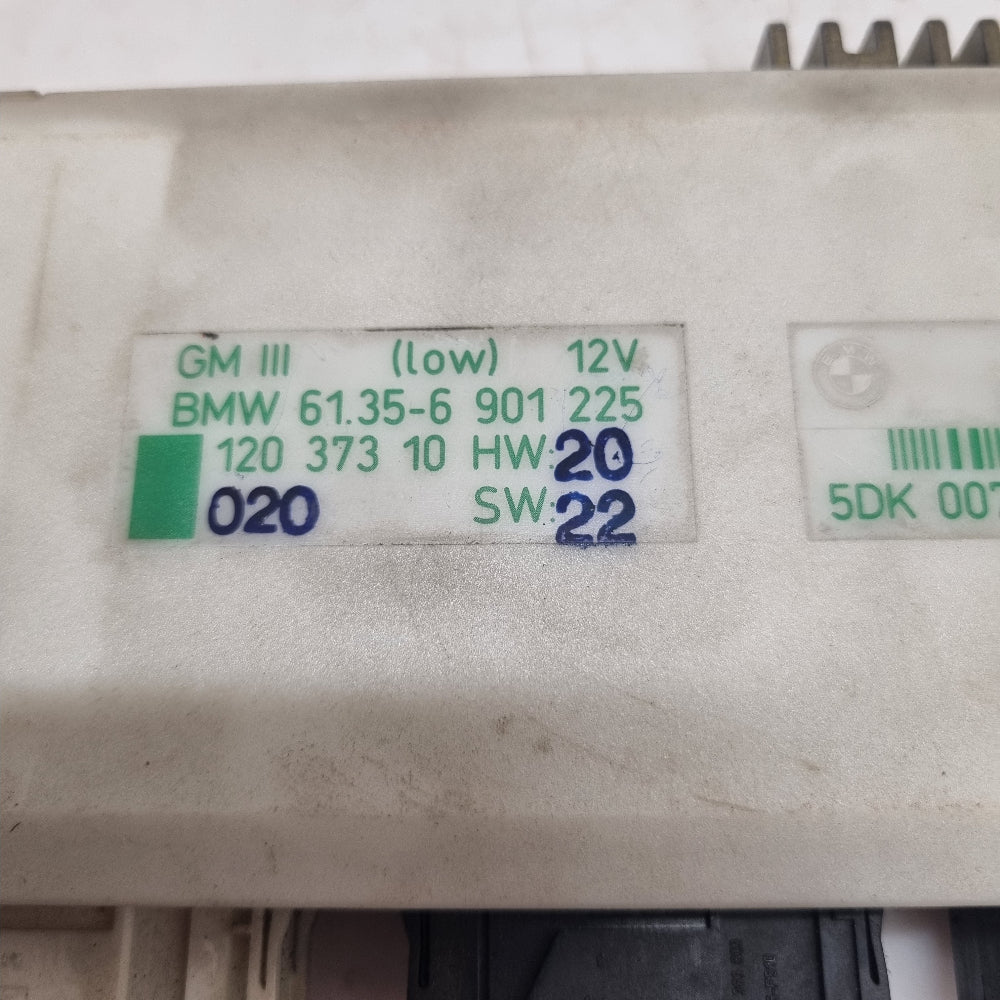 GM III (low) 12V
BMW 61.35-6 901 225
120 373 10 HW: 20
020 SW: 22
5DK 007